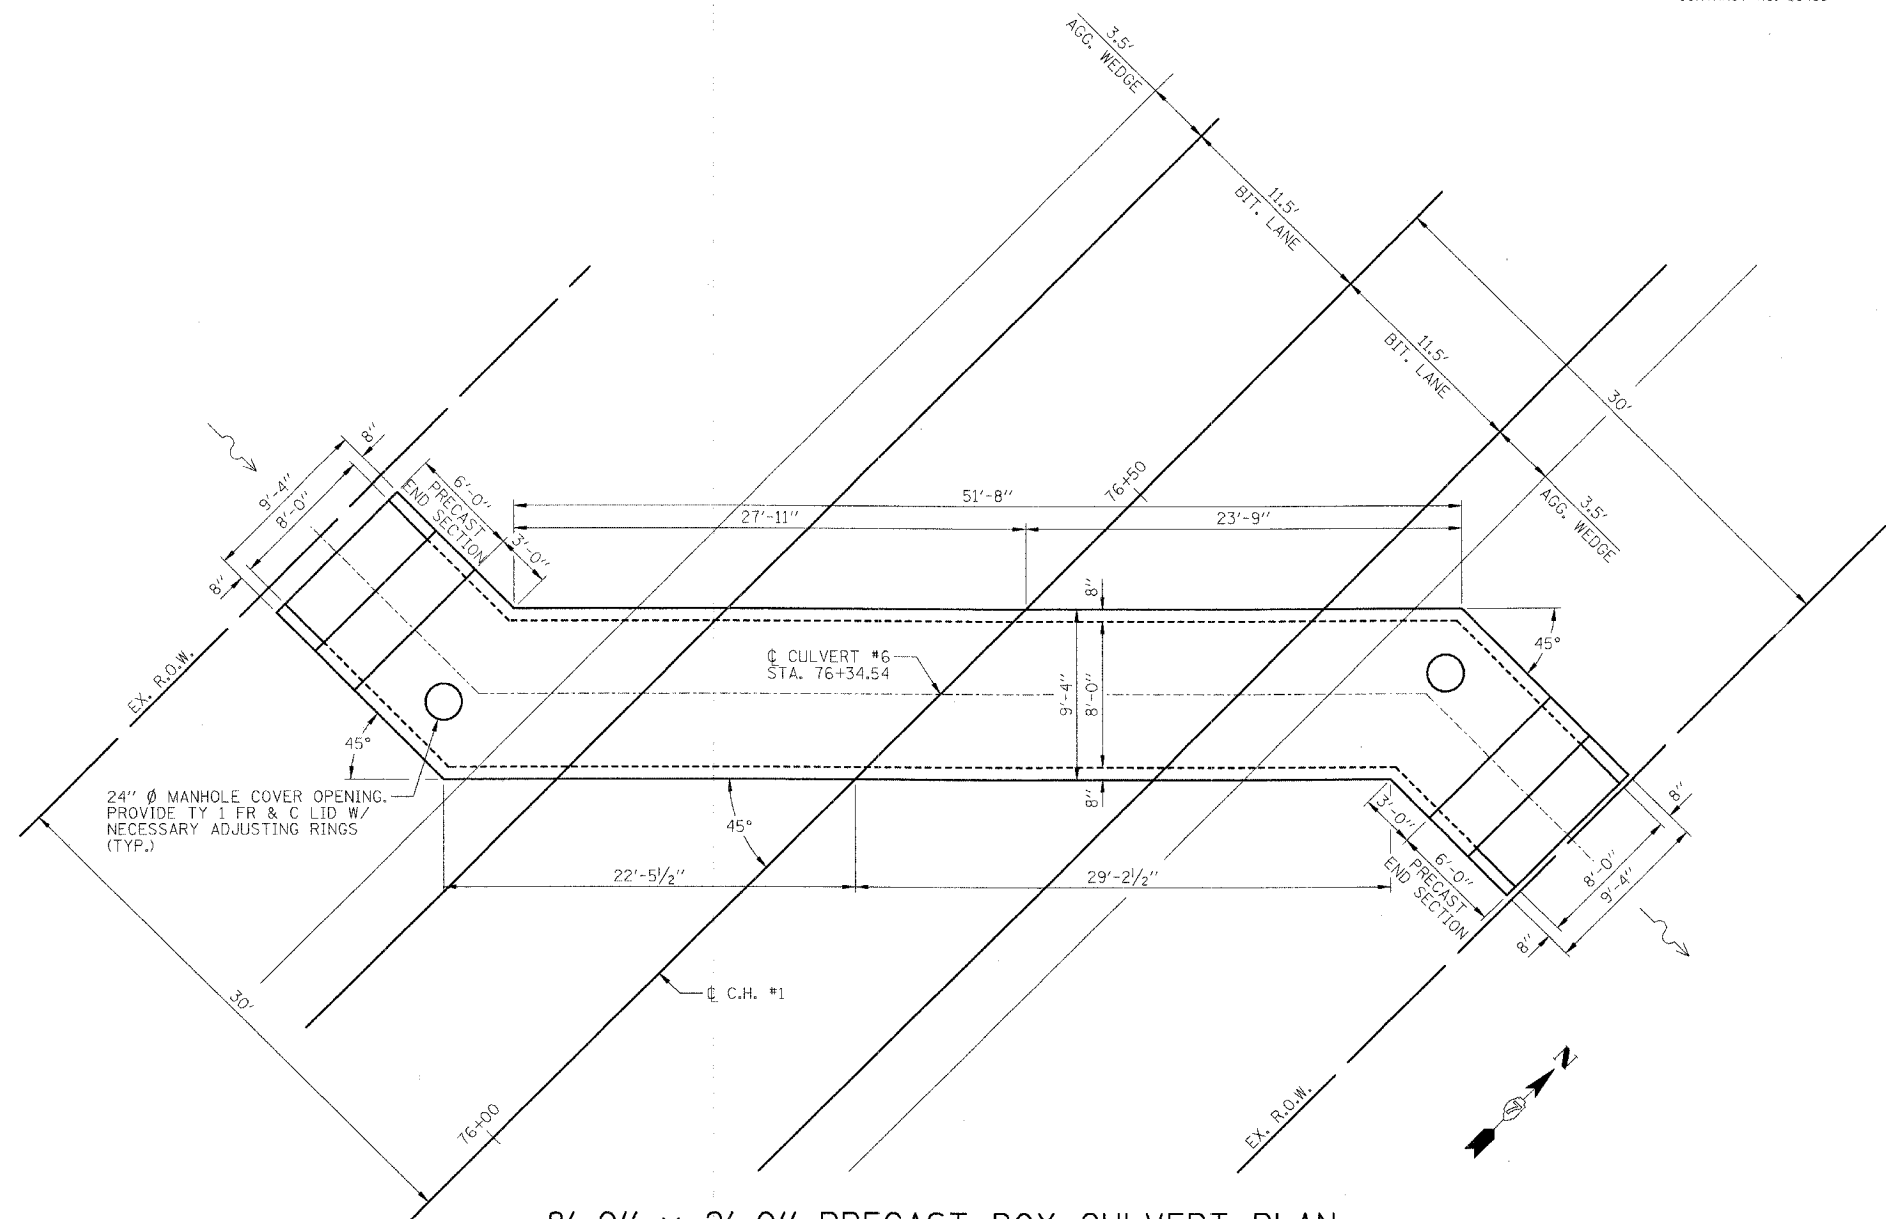 3.5'
AGG. WEDGE
11.5'
BIT. LANE
11.5'
BIT. LANE
3.5'
AGG. WEDGE
30'
76+50
8"
9'-4"
8'-0"
8"
6'-0"
PRECAST
END SECTION
3'-0"
51'-8"
27'-11"
23'-9"
8"
9'-4"
8'-0"
8"
℄ CULVERT #6
STA. 76+34.54
45°
EX. R.O.W.
45°
24" Ø MANHOLE COVER OPENING.
PROVIDE TY 1 FR & C LID W/
NECESSARY ADJUSTING RINGS
(TYP.)
45°
22'-5½"
29'-2½"
3'-0"
6'-0"
PRECAST
END SECTION
8"
8'-0"
9'-4"
8"
30'
℄ C.H. #1
76+00
EX. R.O.W.
N
7
PRECAST BOX CULVERT PLAN